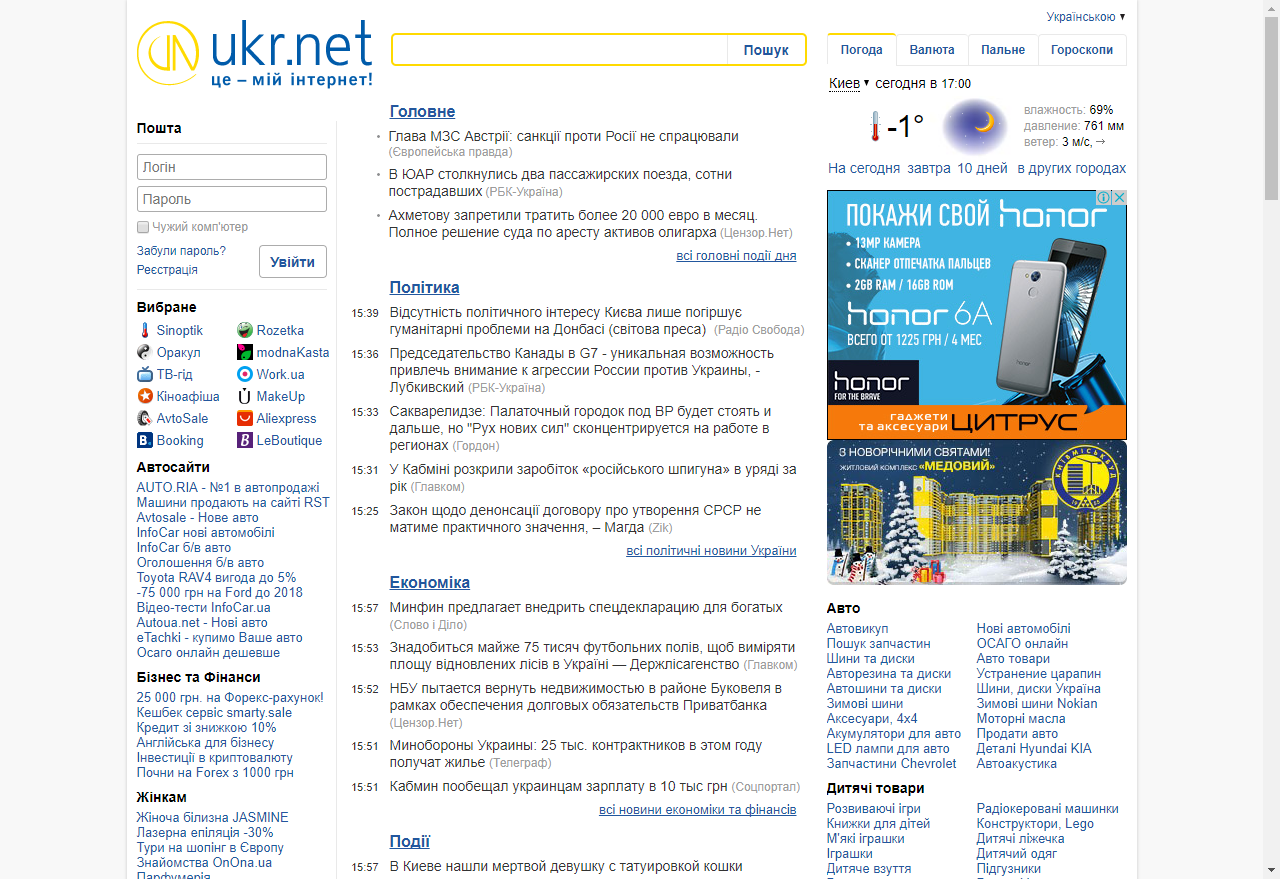 Українською ▼
ukr.net
це – мій інтернет!
Пошук
Погода
Валюта
Пальне
Гороскопи
Пошта
Логін
Пароль
Чужий комп'ютер
Забули пароль?
Реєстрація
Увійти
Вибране
Sinoptik
Rozetka
Оракул
modnaKasta
ТВ-гід
Work.ua
Кіноафіша
MakeUp
AvtoSale
Aliexpress
Booking
LeBoutique
Автосайти
AUTO.RIA - №1 в автопродажі
Машини продають на сайті RST
Avtosale - Нове авто
InfoCar нові автомобілі
InfoCar б/в авто
Оголошення б/в авто
Toyota RAV4 вигода до 5%
-75 000 грн на Ford до 2018
Відео-тести InfoCar.ua
Autoua.net - Нові авто
eTachki - купимо Ваше авто
Осаго онлайн дешевше
Бізнес та Фінанси
25 000 грн. на Форекс-рахунок!
Кешбек сервіс smarty.sale
Кредит зі знижкою 10%
Англійська для бізнесу
Інвестиції в криптовалюту
Почни на Forex з 1000 грн
Жінкам
Жіноча білизна JASMINE
Лазерна епіляція -30%
Тури на шопінг в Європу
Знайомства OnOna.ua
Парфумерія
Головне
Глава МЗС Австрії: санкції проти Росії не спрацювали
(Європейська правда)
В ЮАР столкнулись два пассажирских поезда, сотни
пострадавших (РБК-Україна)
Ахметову запретили тратить более 20 000 евро в месяц.
Полное решение суда по аресту активов олигарха (Цензор.Нет)
всі головні події дня
Політика
15:39 Відсутність політичного інтересу Києва лише погіршує
гуманітарні проблеми на Донбасі (світова преса) (Радіо Свобода)
15:36 Председательство Канады в G7 - уникальная возможность
привлечь внимание к агрессии России против Украины, -
Лубкивский (РБК-Україна)
15:33 Сакварелидзе: Палаточный городок под ВР будет стоять и
дальше, но "Рух нових сил" сконцентрируется на работе в
регионах (Гордон)
15:31 У Кабміні розкрили заробіток «російського шпигуна» в уряді за
рік (Главком)
15:25 Закон щодо денонсації договору про утворення СРСР не
матиме практичного значення, – Магда (Zik)
всі політичні новини України
Економіка
15:57 Минфин предлагает внедрить спецдекларацию для богатых
(Слово і Діло)
15:53 Знадобиться майже 75 тисяч футбольних полів, щоб виміряти
площу відновлених лісів в Україні — Держлісагенство (Главком)
15:52 НБУ пытается вернуть недвижимостью в районе Буковеля в
рамках обеспечения долговых обязательств Приватбанка
(Цензор.Нет)
15:51 Минобороны Украины: 25 тыс. контрактников в этом году
получат жилье (Телеграф)
15:51 Кабмин пообещал украинцам зарплату в 10 тыс грн (Соцпортал)
всі новини економіки та фінансів
Події
15:57 В Киеве нашли мертвой девушку с татуировкой кошки
Киев ▼ сегодня в 17:00
-1°
влажность: 69%
давление: 761 мм
ветер: 3 м/с, →
На сегодня завтра 10 дней в других городах
ПОКАЖИ СВОЙ honor
• 13МР КАМЕРА
• СКАНЕР ОТПЕЧАТКА ПАЛЬЦЕВ
• 2GB RAM / 16GB ROM
honor 6A
ВСЕГО ОТ 1225 ГРН / 4 МЕС
honor
FOR THE BRAVE
гаджети
та аксесуари ЦИТРУС
З НОВОРІЧНИМИ СВЯТАМИ!
ЖИТЛОВИЙ КОМПЛЕКС «МЕДОВИЙ»
КИЇВМІСЬКБУД
Авто
Автовикуп
Нові автомобілі
Пошук запчастин
ОСАГО онлайн
Шини та диски
Авто товари
Авторезина та диски
Устранение царапин
Автошини та диски
Шини, диски Україна
Зимові шини
Зимові шини Nokian
Аксесуари, 4x4
Моторні масла
Акумулятори для авто
Продати авто
LED лампи для авто
Деталі Hyundai KIA
Запчастини Chevrolet
Автоакустика
Дитячі товари
Розвиваючі ігри
Радіокеровані машинки
Книжки для дітей
Конструктори, Lego
М'які іграшки
Дитячі ліжечка
Іграшки
Дитячий одяг
Дитяче взуття
Підгузники